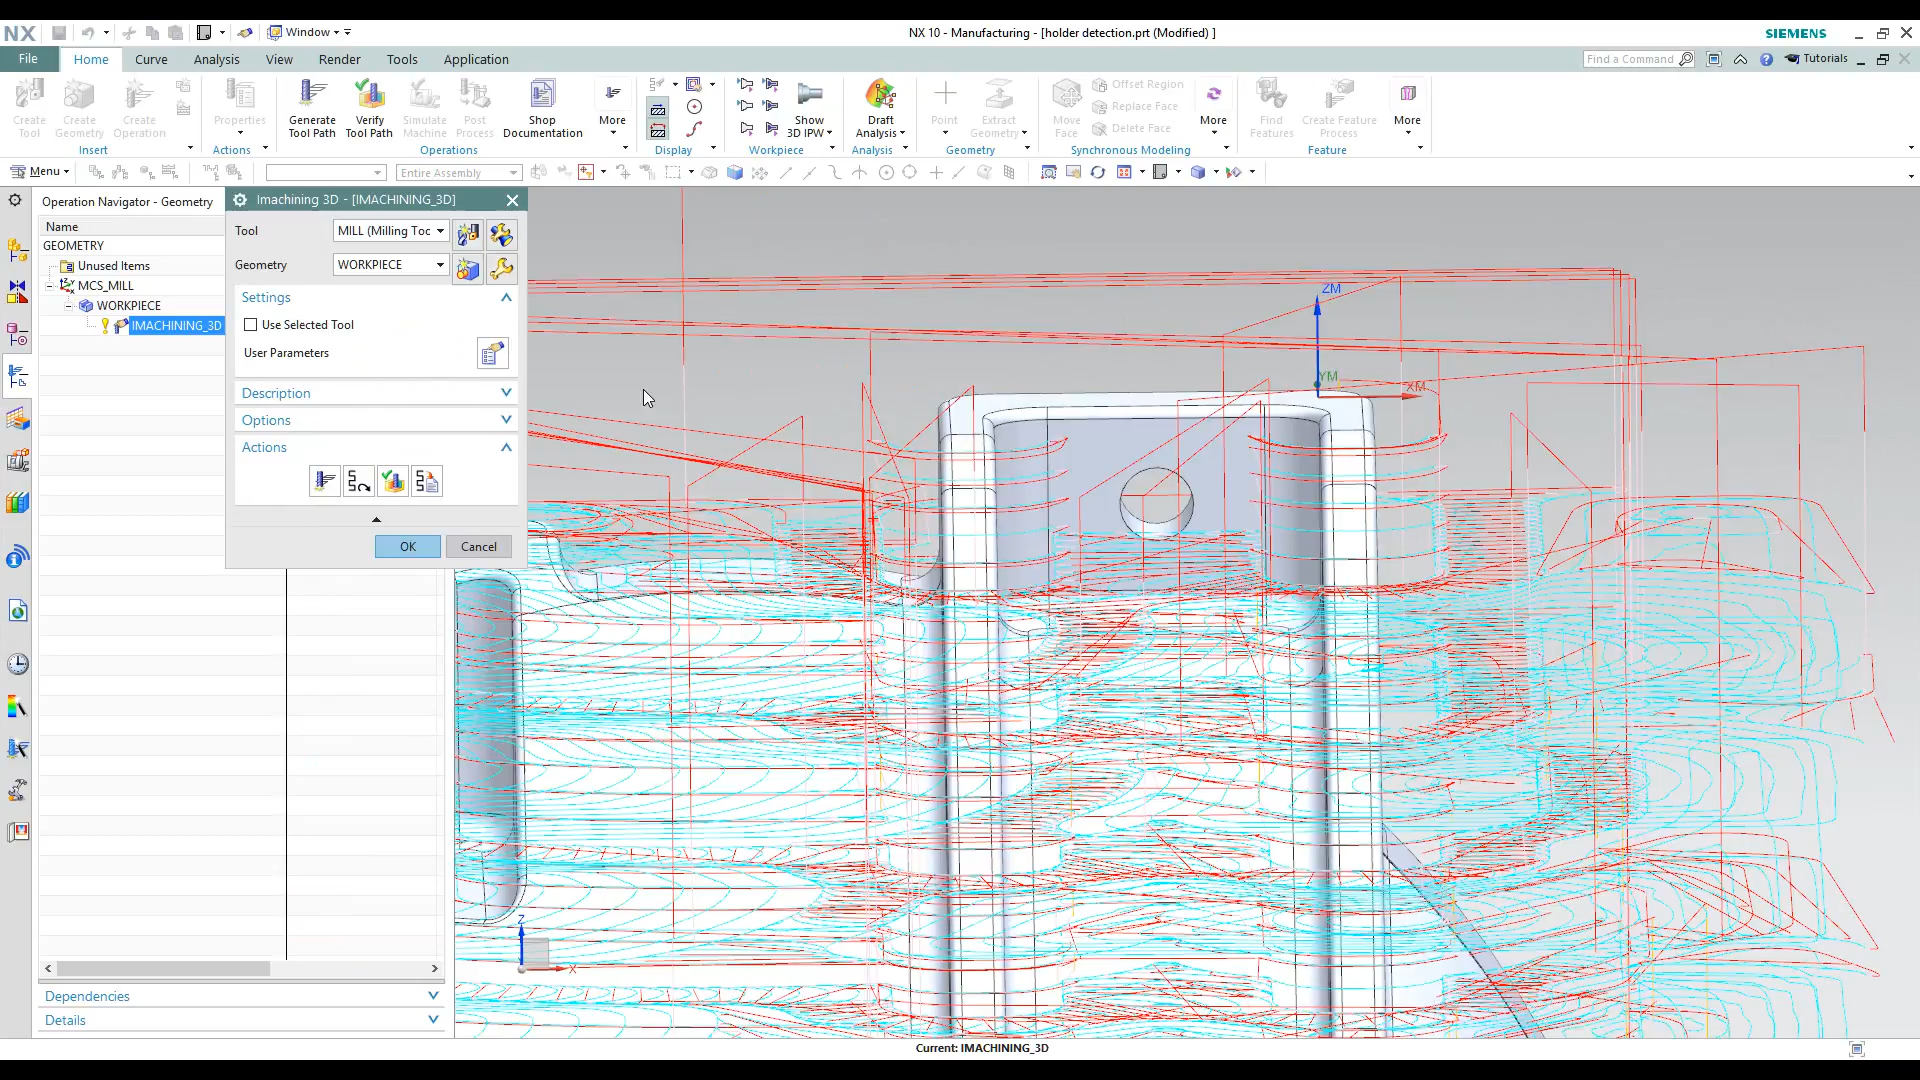 NX
Window
NX 10 - Manufacturing - [holder detection.prt (Modified) ]
SIEMENS
File
Home
Curve
Analysis
View
Render
Tools
Application
Find a Command
Tutorials
Create Tool
Create Geometry
Create Operation
Insert
Properties
Actions
Generate Tool Path
Verify Tool Path
Simulate Machine
Post Process
Shop Documentation
More
Operations
Display
Show 3D IPW
Workpiece
Draft Analysis
Analysis
Point
Extract Geometry
Geometry
Move Face
Offset Region
Replace Face
Delete Face
More
Synchronous Modeling
Find Features
Create Feature Process
More
Feature
Menu
Entire Assembly
Operation Navigator - Geometry
Name
GEOMETRY
Unused Items
MCS_MILL
WORKPIECE
IMACHINING_3D
Imachining 3D - [IMACHINING_3D]
Tool
MILL (Milling Toc
Geometry
WORKPIECE
Settings
Use Selected Tool
User Parameters
Description
Options
Actions
OK
Cancel
ZM
YM
XM
Z
X
Dependencies
Details
Current: IMACHINING_3D